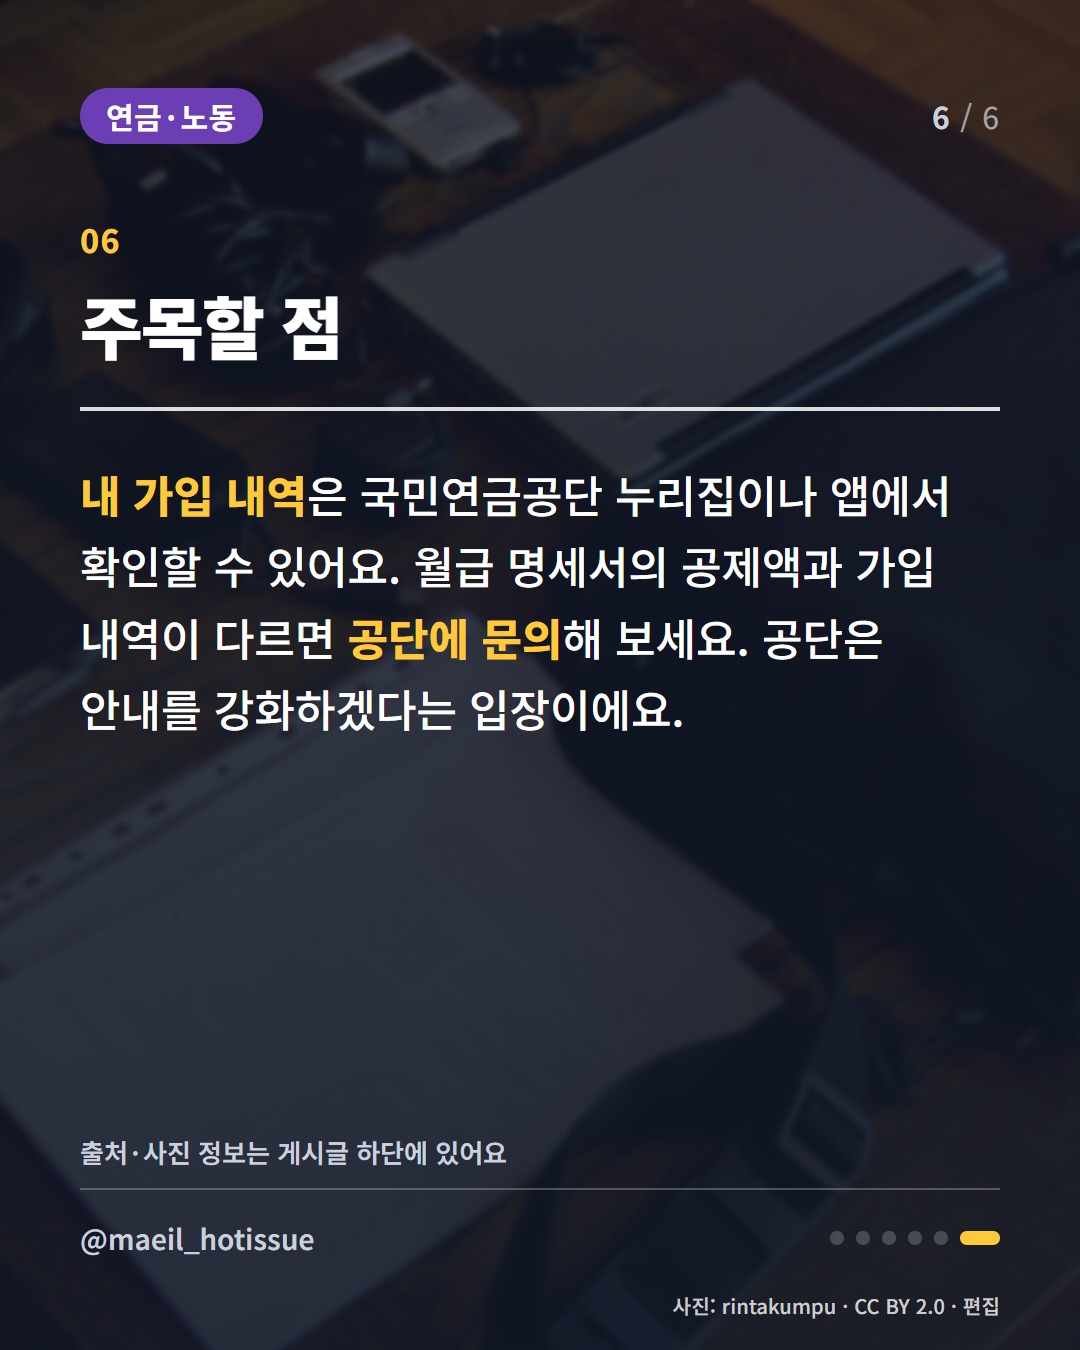 연금·노동
6 / 6
06
주목할 점
내 가입 내역은 국민연금공단 누리집이나 앱에서
확인할 수 있어요. 월급 명세서의 공제액과 가입
내역이 다르면 공단에 문의해 보세요. 공단은
안내를 강화하겠다는 입장이에요.
출처·사진 정보는 게시글 하단에 있어요
@maeil_hotissue
사진: rintakumpu · CC BY 2.0 · 편집